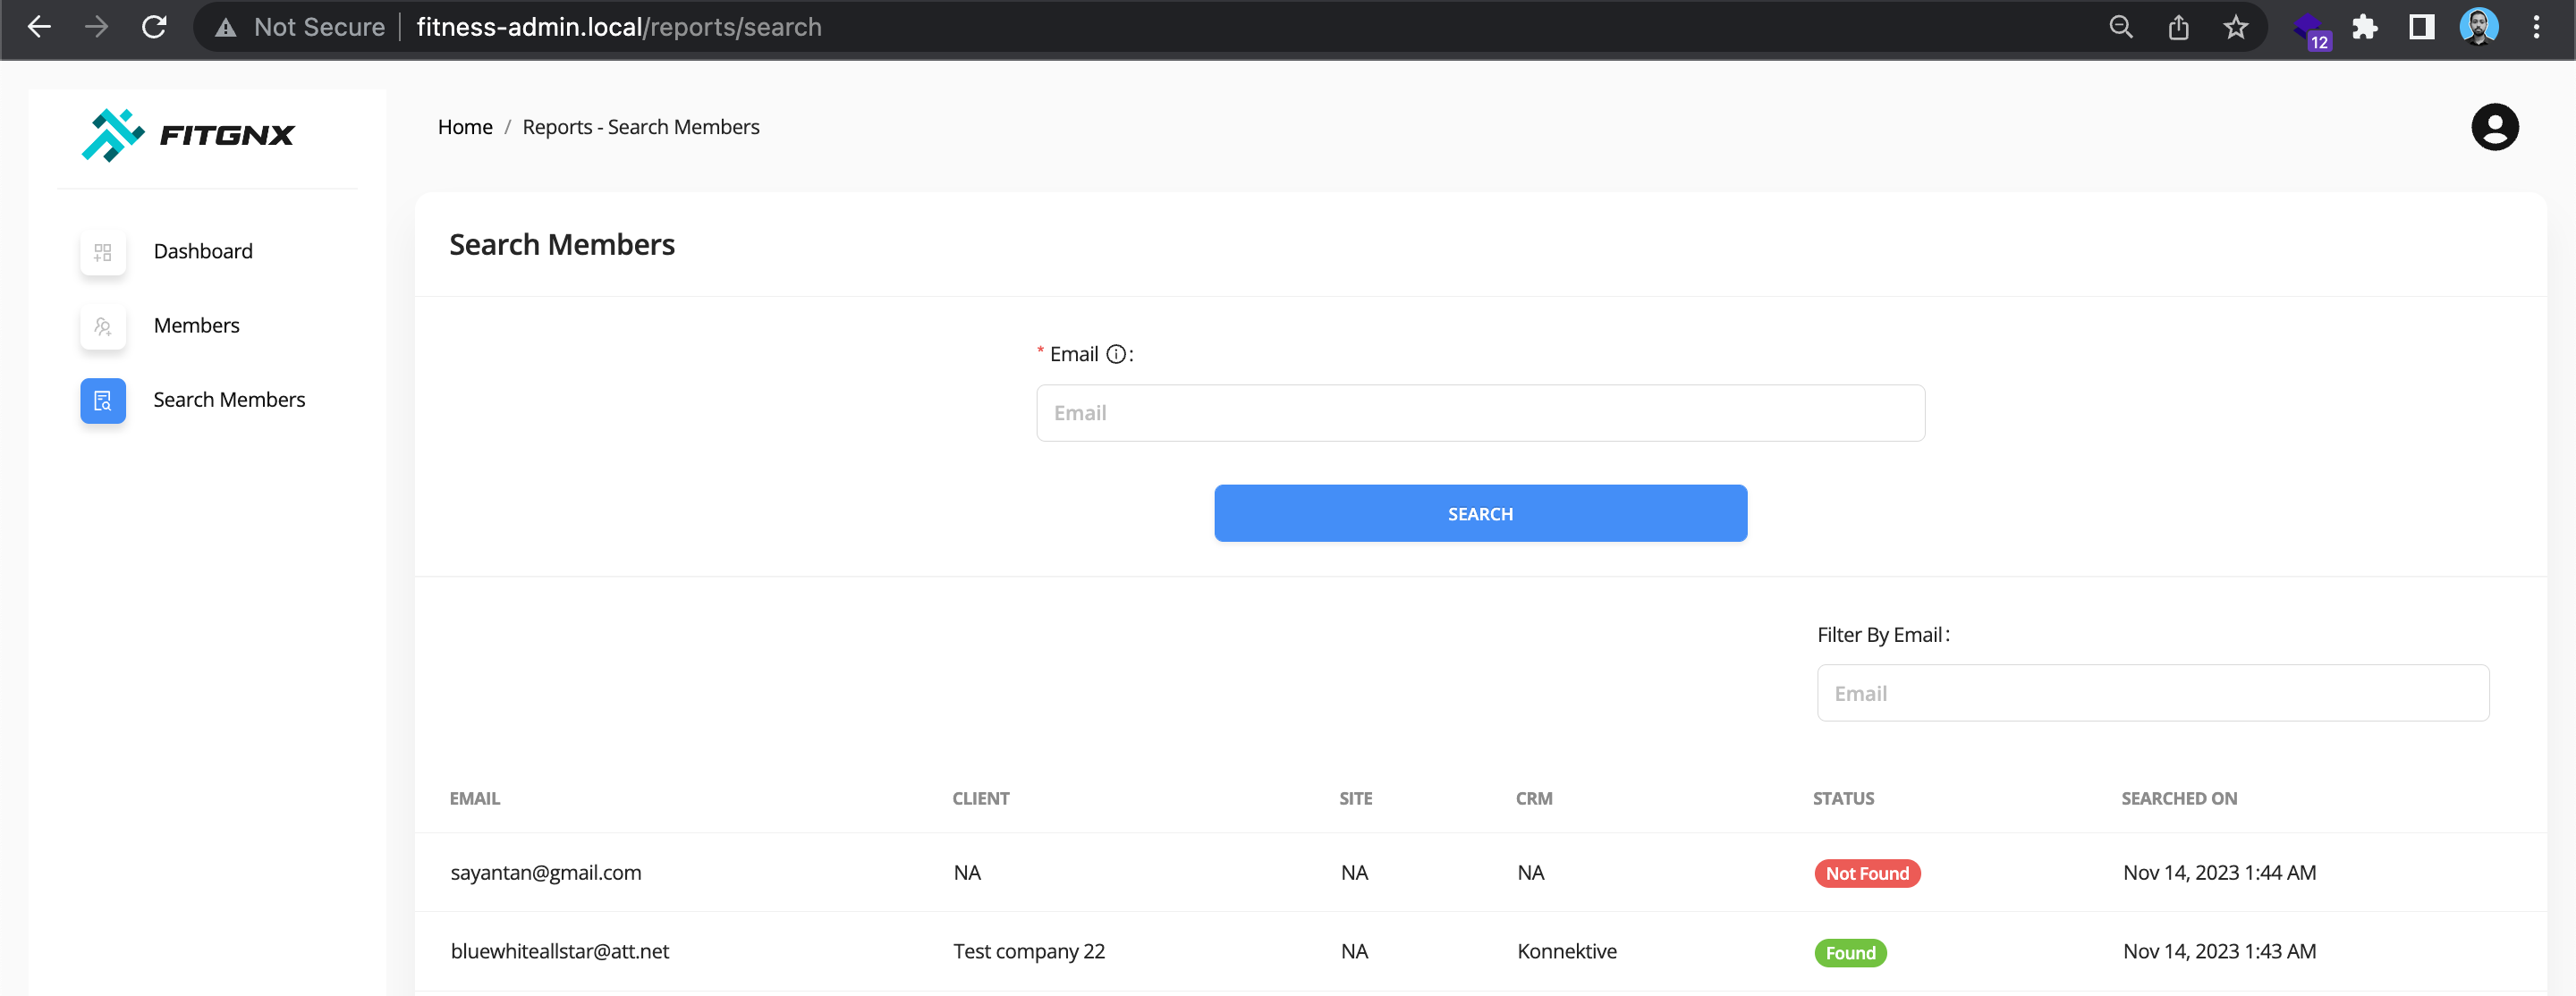 Not Secure fitness-admin.local/reports/search
12
FITGNX
Home / Reports - Search Members
Dashboard
Members
Search Members
Search Members
* Email :
Email
SEARCH
Filter By Email :
Email
EMAIL CLIENT SITE CRM STATUS SEARCHED ON
sayantan@gmail.com NA NA NA Not Found Nov 14, 2023 1:44 AM
bluewhiteallstar@att.net Test company 22 NA Konnektive Found Nov 14, 2023 1:43 AM